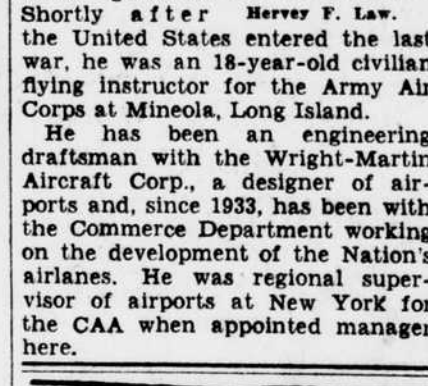 Shortly after Hervey F. Law.
the United States entered the last
war, he was an 18-year-old civilian
flying instructor for the Army Air
Corps at Mineola, Long Island.
He has been an engineering
draftsman with the Wright-Martin
Aircraft Corp., a designer of air-
ports and, since 1933, has been with
the Commerce Department working
on the development of the Nation's
airlanes. He was regional super-
visor of airports at New York for
the CAA when appointed manager
here.